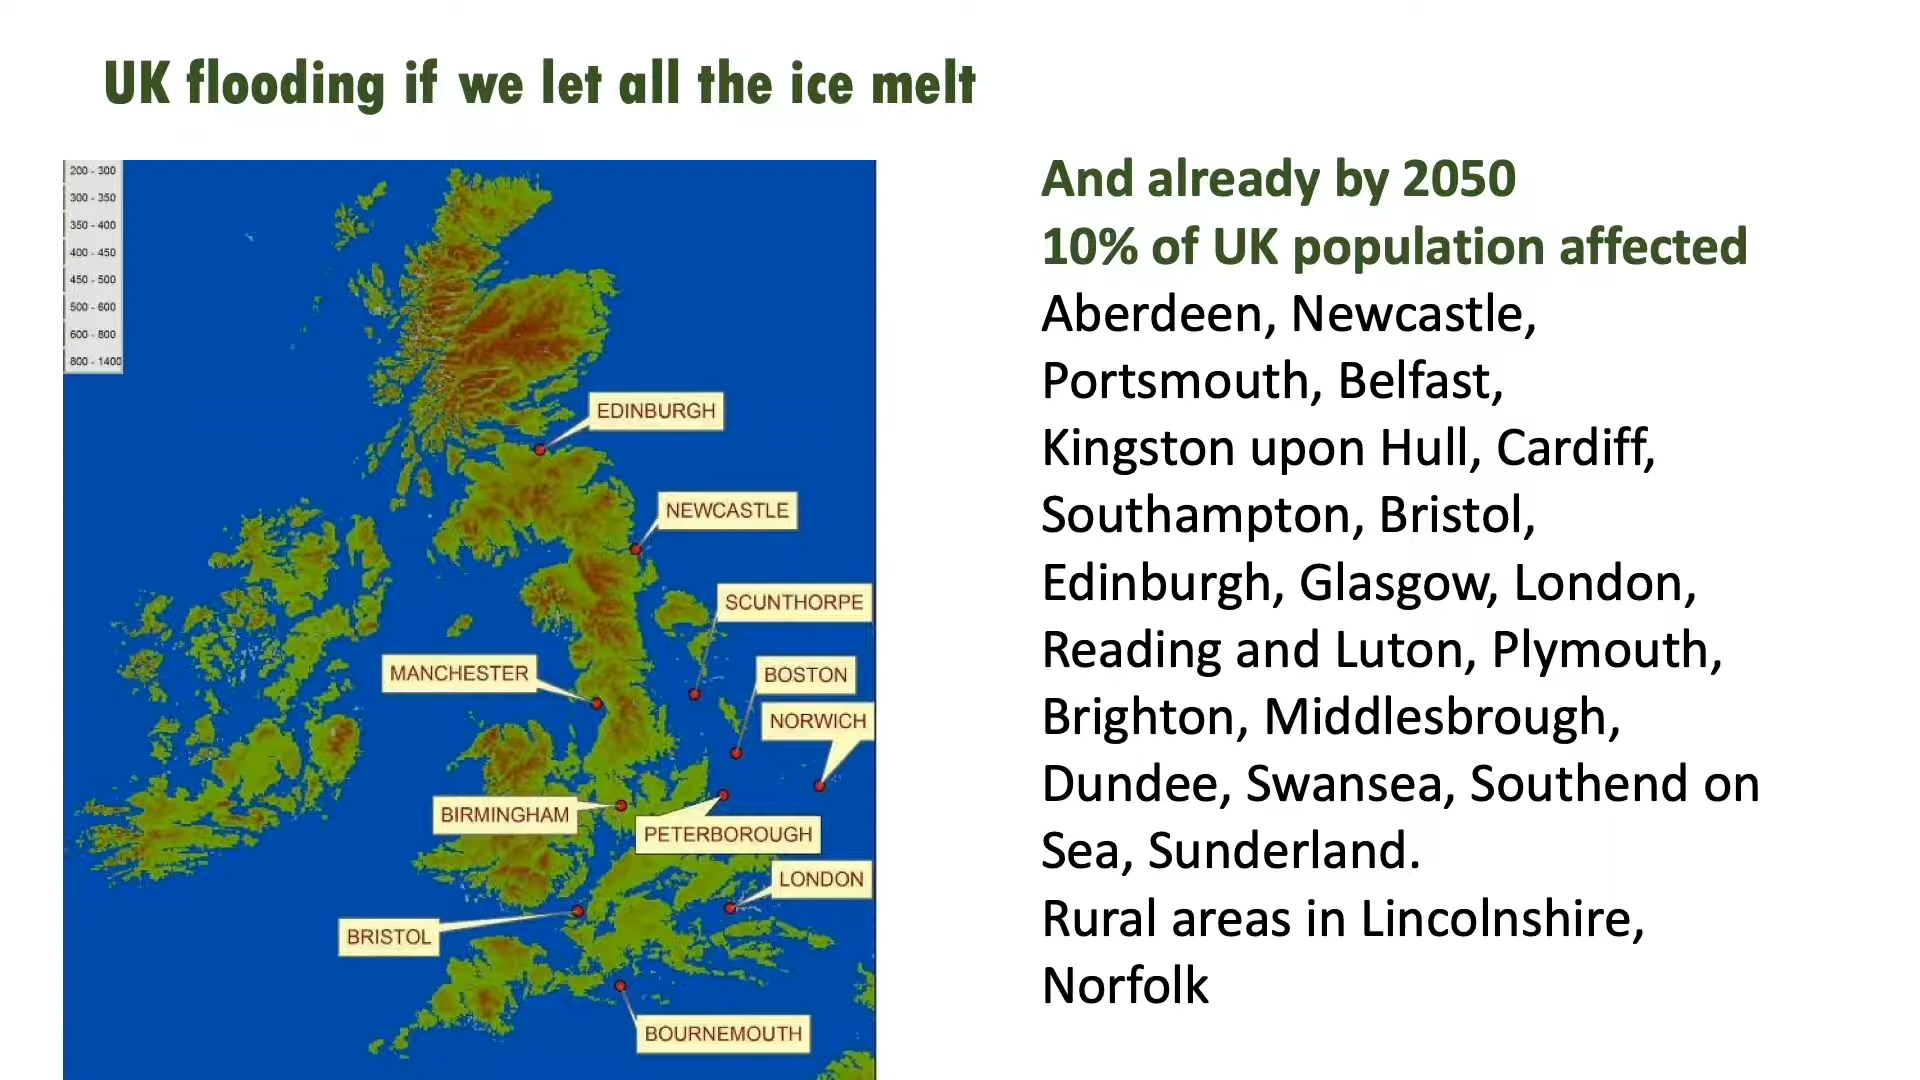 UK flooding if we let all the ice melt
200 - 300
300 - 350
350 - 400
400 - 450
450 - 500
500 - 600
600 - 800
800 - 1400
EDINBURGH
NEWCASTLE
SCUNTHORPE
MANCHESTER
BOSTON
NORWICH
BIRMINGHAM
PETERBOROUGH
LONDON
BRISTOL
BOURNEMOUTH
And already by 2050
10% of UK population affected
Aberdeen, Newcastle,
Portsmouth, Belfast,
Kingston upon Hull, Cardiff,
Southampton, Bristol,
Edinburgh, Glasgow, London,
Reading and Luton, Plymouth,
Brighton, Middlesbrough,
Dundee, Swansea, Southend on
Sea, Sunderland.
Rural areas in Lincolnshire,
Norfolk